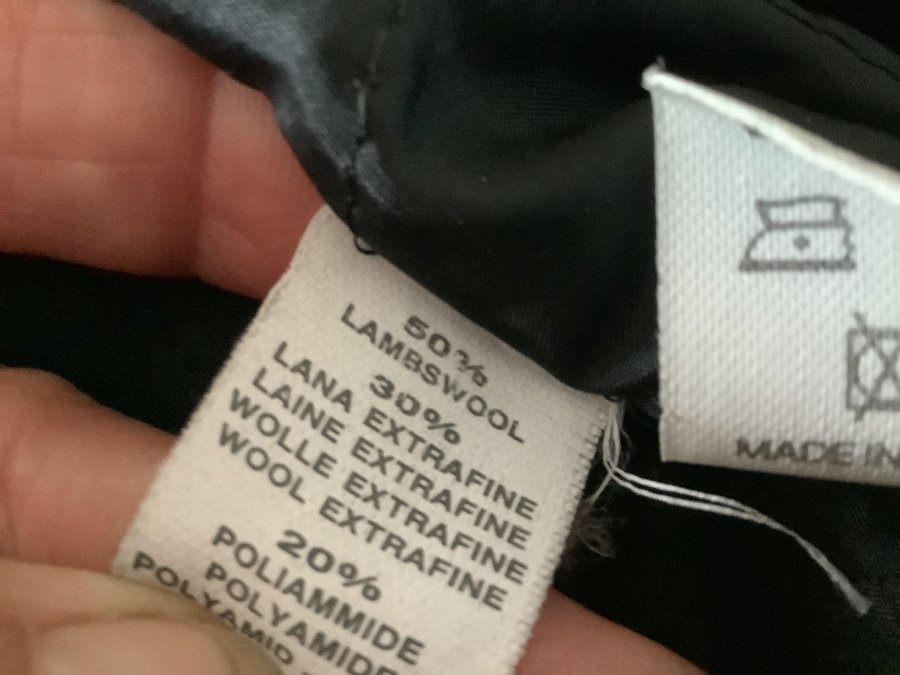 50%
LAMBSWOOL
30%
LANA EXTRAFINE
LAINE EXTRAFINE
WOLLE EXTRAFINE
WOOL EXTRAFINE
20%
POLIAMMIDE
POLYAMIDE
MADE IN